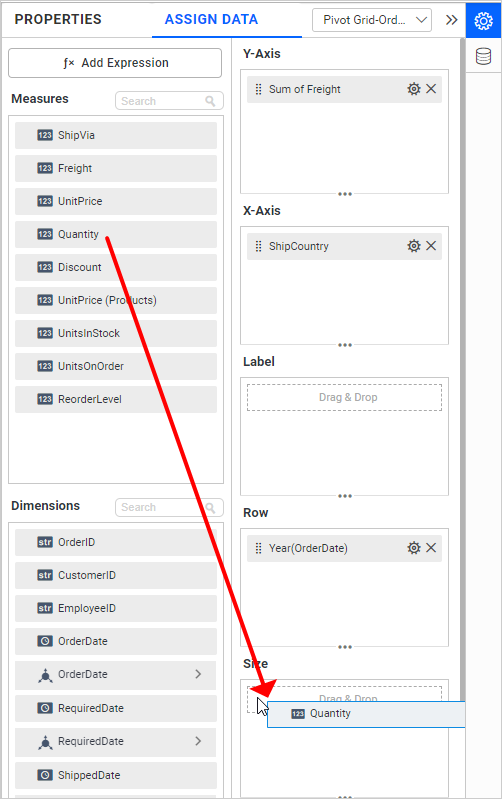 PROPERTIES
ASSIGN DATA
Pivot Grid-Ord...
ƒx Add Expression
Measures
Search
123 ShipVia
123 Freight
123 UnitPrice
123 Quantity
123 Discount
123 UnitPrice (Products)
123 UnitsInStock
123 UnitsOnOrder
123 ReorderLevel
Dimensions
Search
str OrderID
str CustomerID
str EmployeeID
OrderDate
OrderDate
RequiredDate
RequiredDate
ShippedDate
Y-Axis
Sum of Freight
X-Axis
ShipCountry
Label
Drag & Drop
Row
Year(OrderDate)
Size
Drag & Drop
123 Quantity